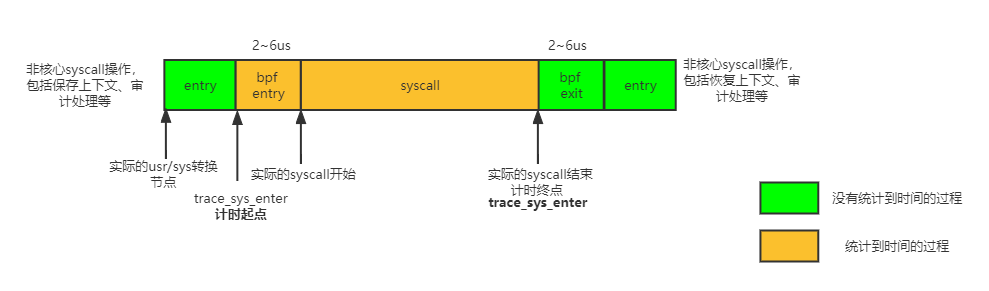 2~6us
2~6us
非核心syscall操作，
包括保存上下文、审
计处理等
entry
bpf
entry
syscall
bpf
exit
entry
非核心syscall操作，
包括恢复上下文、审
计处理等
实际的usr/sys转换
节点
trace_sys_enter
计时起点
实际的syscall开始
实际的syscall结束
计时终点
trace_sys_enter
没有统计到时间的过程
统计到时间的过程